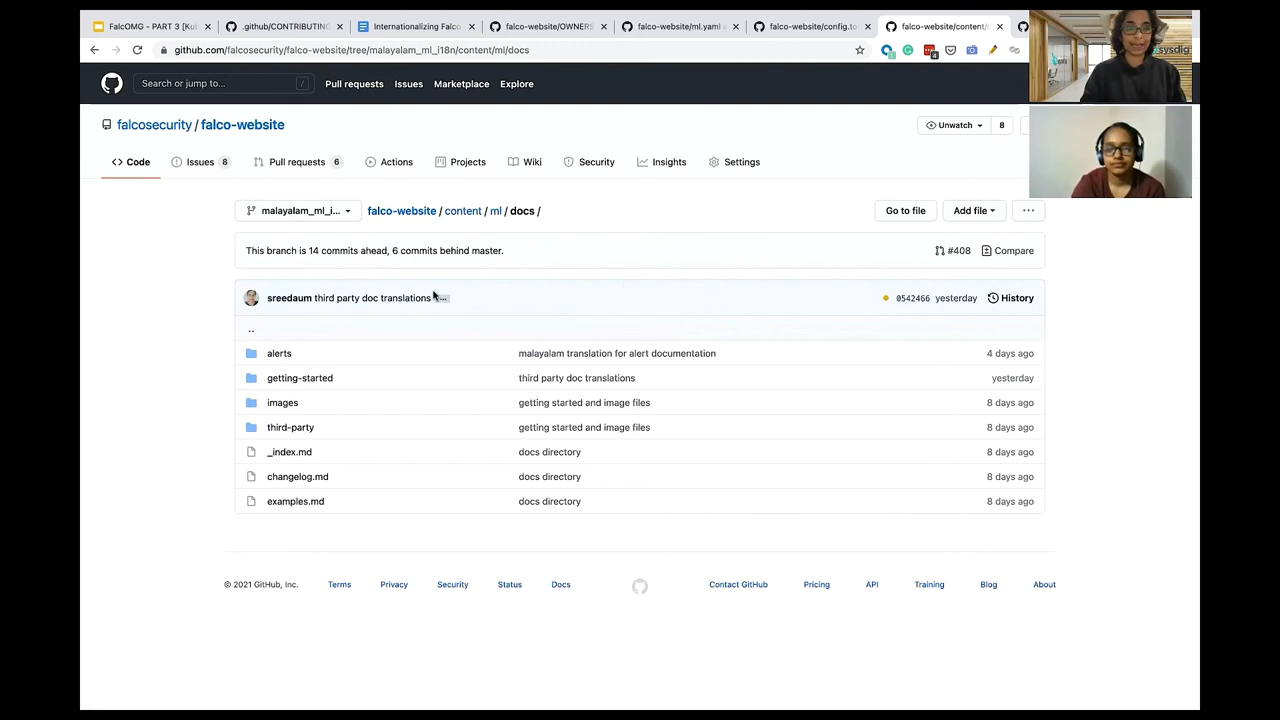 FalcOMG - PART 3 [Kub
.github/CONTRIBUTING
Internationalizing Falco
falco-website/OWNERS
falco-website/ml.yaml
falco-website/config.to
falco-website/content/
github.com/falcosecurity/falco-website/tree/malayalam_ml_i18n/content/ml/docs
sysdig
Search or jump to...
/
Pull requests
Issues
Marketplace
Explore
falcosecurity / falco-website
Unwatch
8
Code
Issues 8
Pull requests 6
Actions
Projects
Wiki
Security
Insights
Settings
malayalam_ml_i...
falco-website / content / ml / docs /
Go to file
Add file
...
This branch is 14 commits ahead, 6 commits behind master.
#408
Compare
sreedaum third party doc translations ...
0542466 yesterday
History
..
alerts malayalam translation for alert documentation 4 days ago
getting-started third party doc translations yesterday
images getting started and image files 8 days ago
third-party getting started and image files 8 days ago
_index.md docs directory 8 days ago
changelog.md docs directory 8 days ago
examples.md docs directory 8 days ago
© 2021 GitHub, Inc. Terms Privacy Security Status Docs Contact GitHub Pricing API Training Blog About